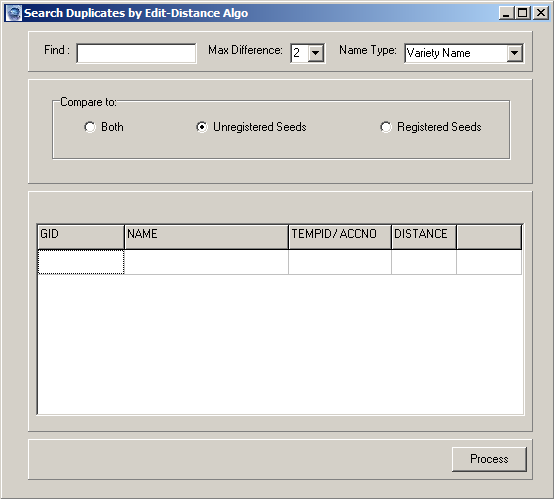 Search Duplicates by Edit-Distance Algo
Find : Max Difference: 2 Name Type: Variety Name
Compare to:
Both Unregistered Seeds Registered Seeds
GID NAME TEMPID/ ACCNO DISTANCE
Process